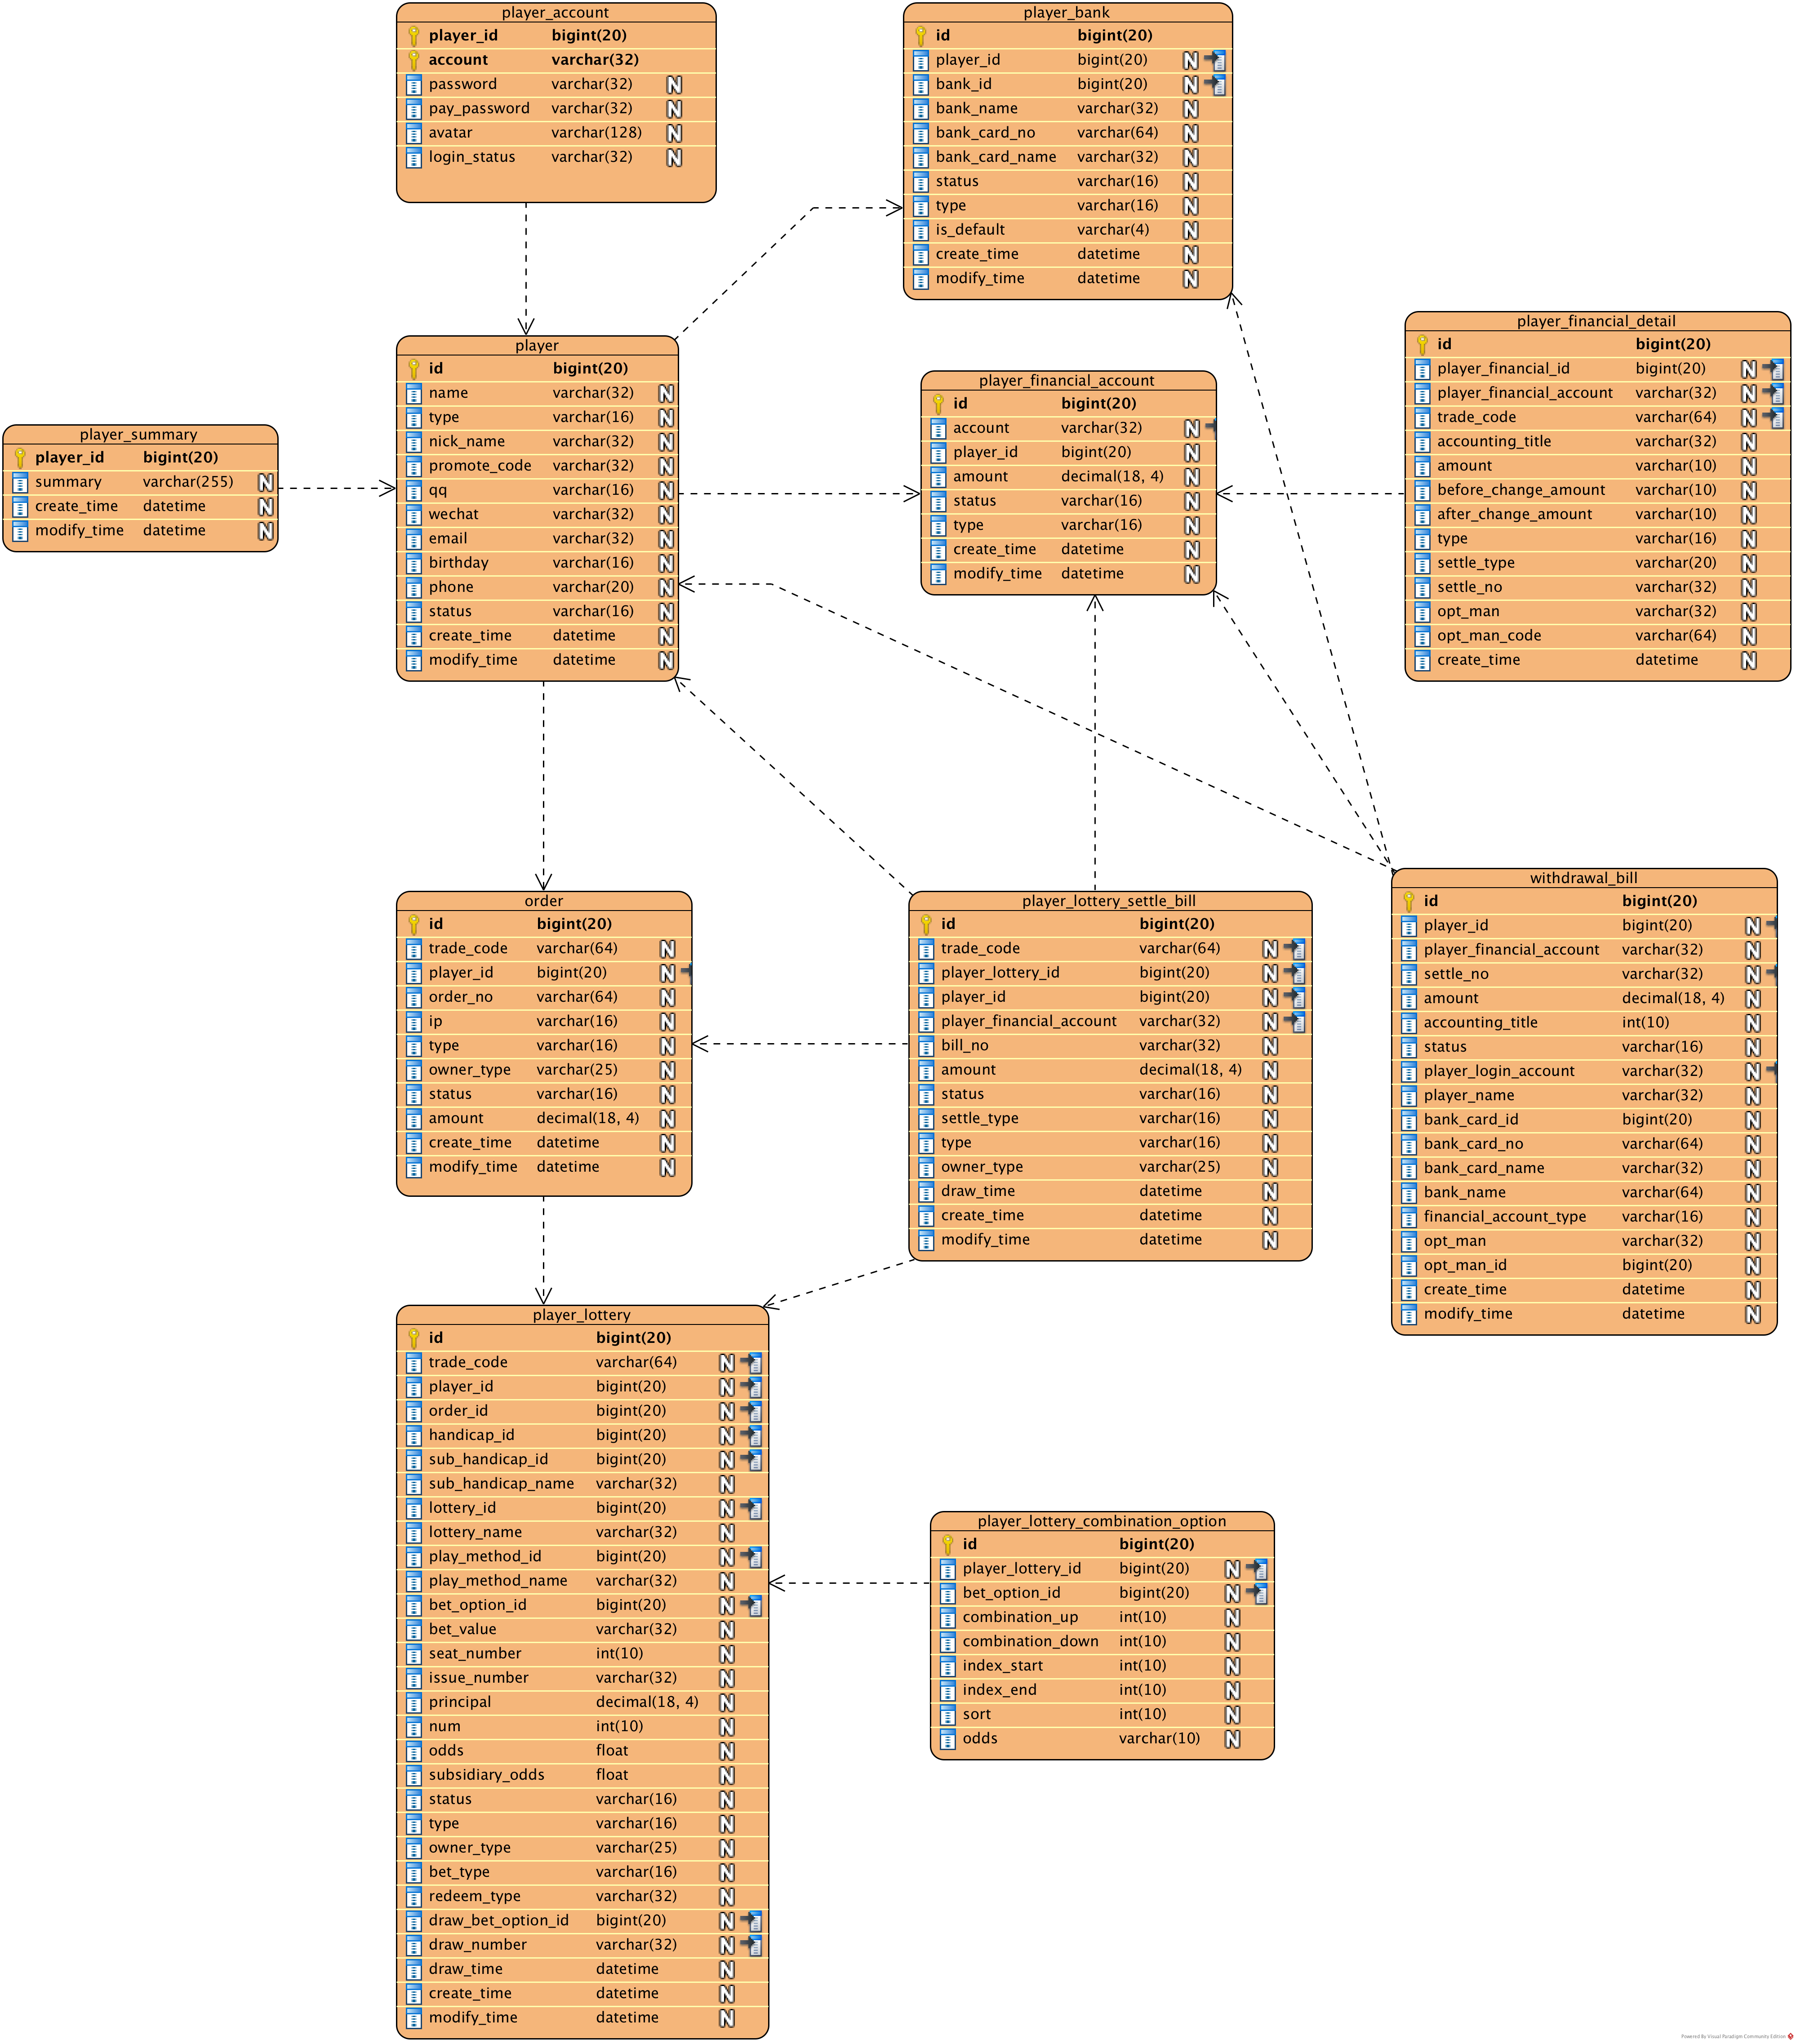 player_account
player_id bigint(20)
account varchar(32)
password varchar(32) N
pay_password varchar(32) N
avatar varchar(128) N
login_status varchar(32) N
player_bank
id bigint(20)
player_id bigint(20) N
bank_id bigint(20) N
bank_name varchar(32) N
bank_card_no varchar(64) N
bank_card_name varchar(32) N
status varchar(16) N
type varchar(16) N
is_default varchar(4) N
create_time datetime N
modify_time datetime N
player_financial_detail
id bigint(20)
player_financial_id bigint(20) N
player_financial_account varchar(32) N
trade_code varchar(64) N
accounting_title varchar(32) N
amount varchar(10) N
before_change_amount varchar(10) N
after_change_amount varchar(10) N
type varchar(16) N
settle_type varchar(20) N
settle_no varchar(32) N
opt_man varchar(32) N
opt_man_code varchar(64) N
create_time datetime N
player
id bigint(20)
name varchar(32) N
type varchar(16) N
nick_name varchar(32) N
promote_code varchar(32) N
qq varchar(16) N
wechat varchar(32) N
email varchar(32) N
birthday varchar(16) N
phone varchar(20) N
status varchar(16) N
create_time datetime N
modify_time datetime N
player_financial_account
id bigint(20)
account varchar(32) N
player_id bigint(20) N
amount decimal(18, 4) N
status varchar(16) N
type varchar(16) N
create_time datetime N
modify_time datetime N
player_summary
player_id bigint(20)
summary varchar(255) N
create_time datetime N
modify_time datetime N
order
id bigint(20)
trade_code varchar(64) N
player_id bigint(20) N
order_no varchar(64) N
ip varchar(16) N
type varchar(16) N
owner_type varchar(25) N
status varchar(16) N
amount decimal(18, 4) N
create_time datetime N
modify_time datetime N
player_lottery_settle_bill
id bigint(20)
trade_code varchar(64) N
player_lottery_id bigint(20) N
player_id bigint(20) N
player_financial_account varchar(32) N
bill_no varchar(32) N
amount decimal(18, 4) N
status varchar(16) N
settle_type varchar(16) N
type varchar(16) N
owner_type varchar(25) N
draw_time datetime N
create_time datetime N
modify_time datetime N
withdrawal_bill
id bigint(20)
player_id bigint(20) N
player_financial_account varchar(32) N
settle_no varchar(32) N
amount decimal(18, 4) N
accounting_title int(10) N
status varchar(16) N
player_login_account varchar(32) N
player_name varchar(32) N
bank_card_id bigint(20) N
bank_card_no varchar(64) N
bank_card_name varchar(32) N
bank_name varchar(64) N
financial_account_type varchar(16) N
opt_man varchar(32) N
opt_man_id bigint(20) N
create_time datetime N
modify_time datetime N
player_lottery
id bigint(20)
trade_code varchar(64) N
player_id bigint(20) N
order_id bigint(20) N
handicap_id bigint(20) N
sub_handicap_id bigint(20) N
sub_handicap_name varchar(32) N
lottery_id bigint(20) N
lottery_name varchar(32) N
play_method_id bigint(20) N
play_method_name varchar(32) N
bet_option_id bigint(20) N
bet_value varchar(32) N
seat_number int(10) N
issue_number varchar(32) N
principal decimal(18, 4) N
num int(10) N
odds float N
subsidiary_odds float N
status varchar(16) N
type varchar(16) N
owner_type varchar(25) N
bet_type varchar(16) N
redeem_type varchar(32) N
draw_bet_option_id bigint(20) N
draw_number varchar(32) N
draw_time datetime N
create_time datetime N
modify_time datetime N
player_lottery_combination_option
id bigint(20)
player_lottery_id bigint(20) N
bet_option_id bigint(20) N
combination_up int(10) N
combination_down int(10) N
index_start int(10) N
index_end int(10) N
sort int(10) N
odds varchar(10) N
Powered By Visual Paradigm Community Edition